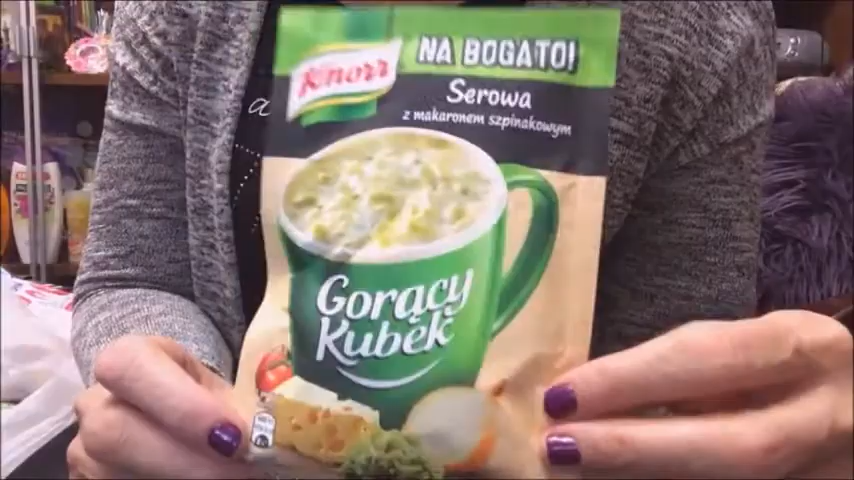 Knorr
NA BOGATO!
Serowa
z makaronem szpinakowym
Gorący
Kubek